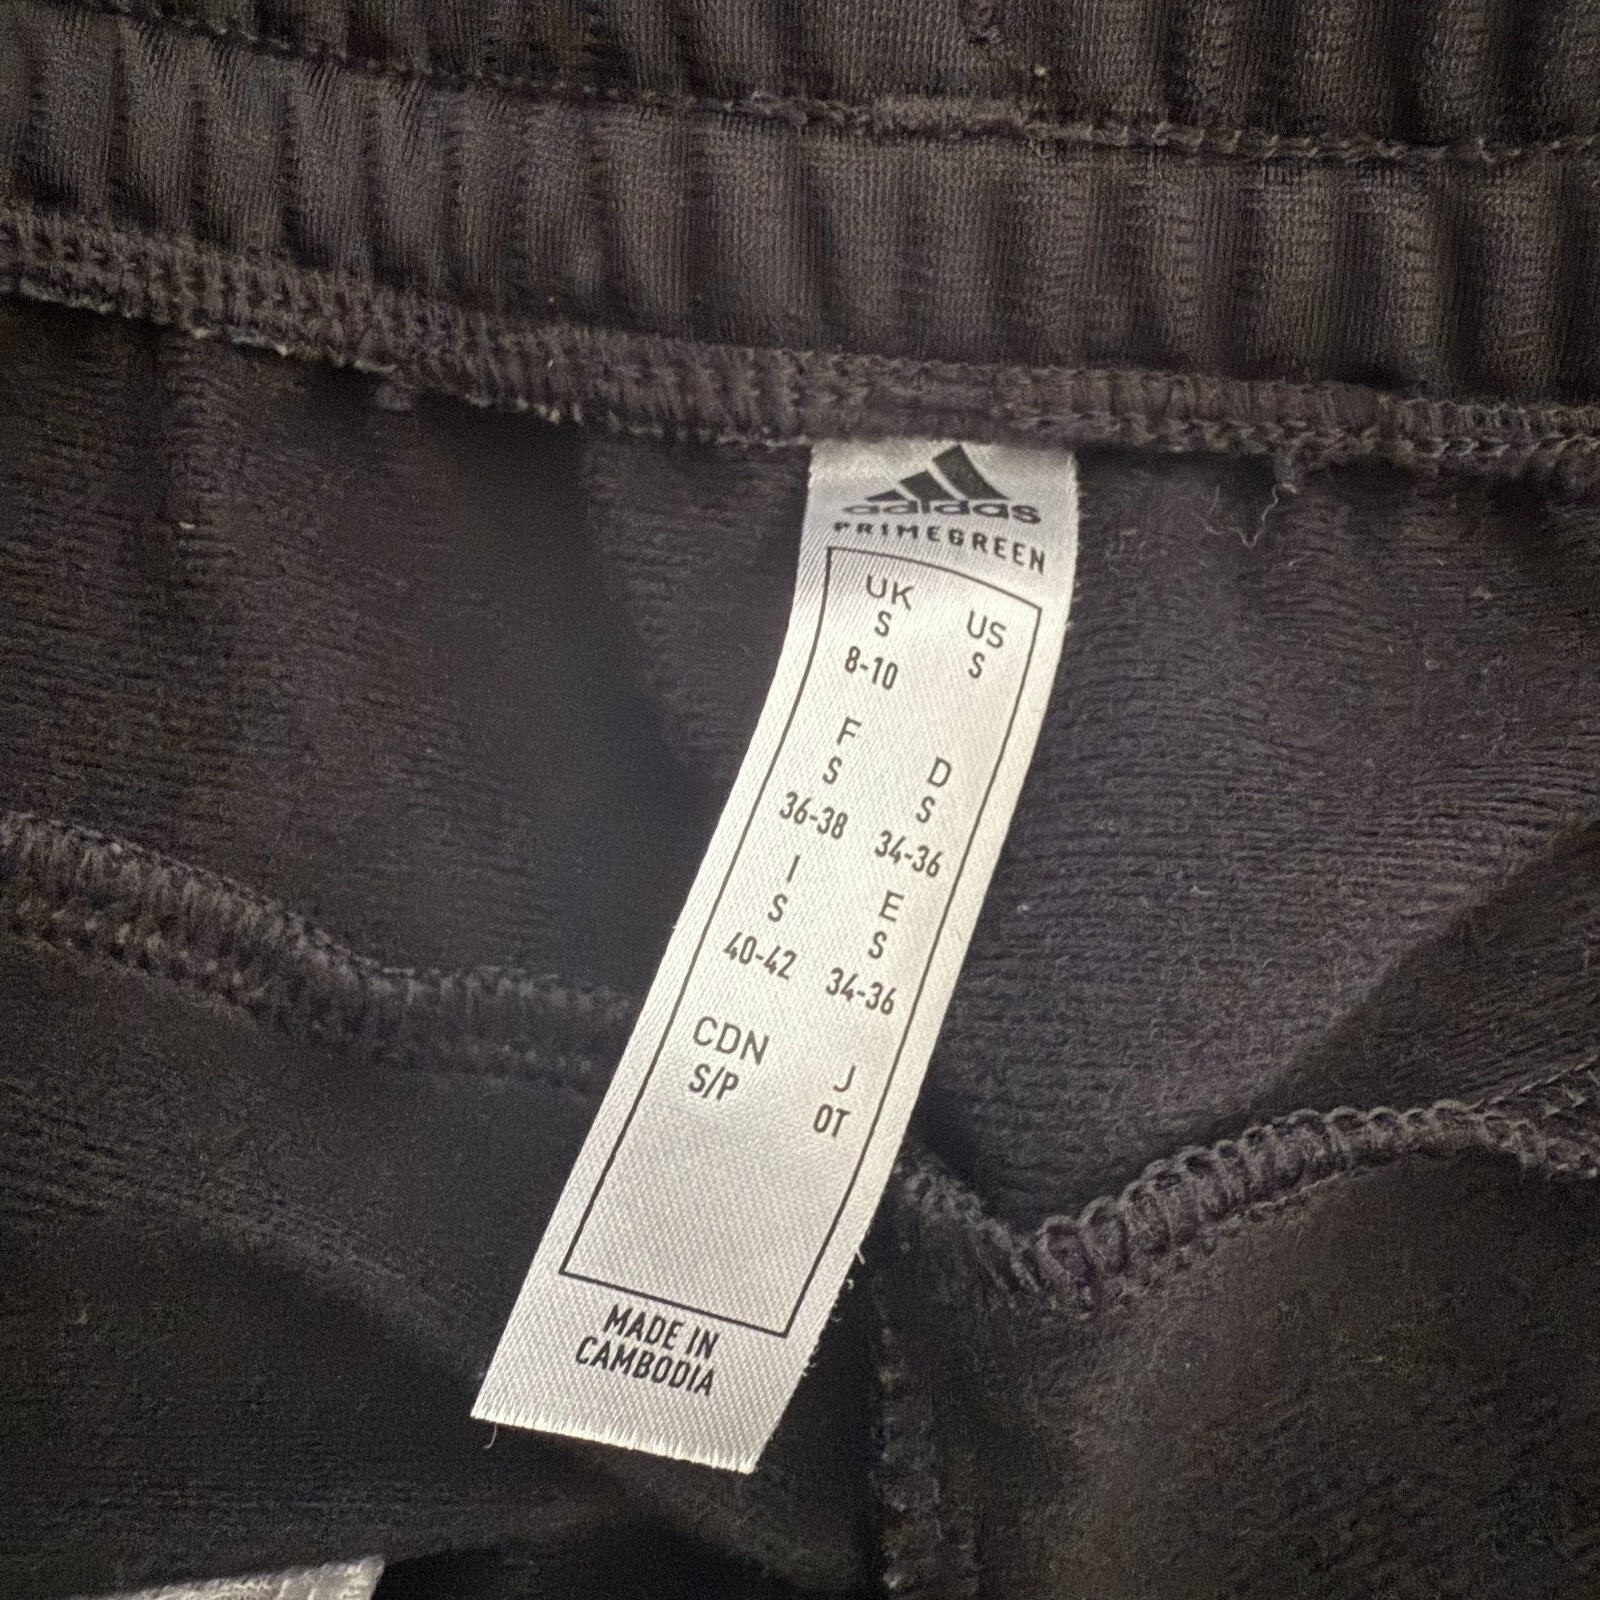 adidas
PRIMEGREEN
UK US
S S
8-10
F D
S S
36-38 34-36
I E
S S
40-42 34-36
CDN J
S/P OT
MADE IN
CAMBODIA